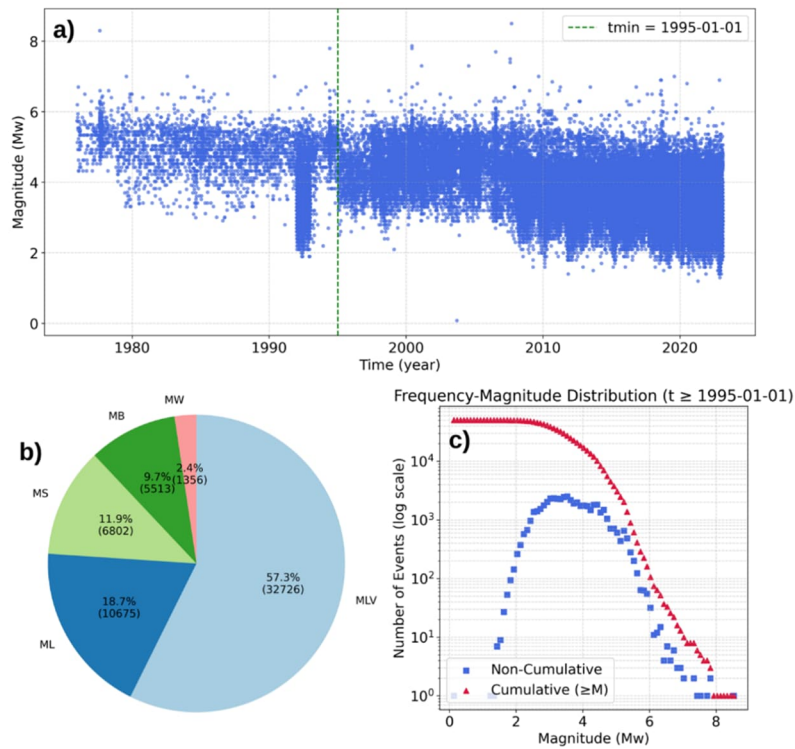 a)
tmin = 1995-01-01
8
6
4
2
0
Magnitude (Mw)
1980 1990 2000 2010 2020
Time (year)
b)
MW
2.4%
(1356)
MB
9.7%
(5513)
MS
11.9%
(6802)
ML
18.7%
(10675)
57.3%
(32726)
MLV
Frequency-Magnitude Distribution (t ≥ 1995-01-01)
c)
10⁴
10³
10²
10¹
10⁰
Number of Events (log scale)
Non-Cumulative
Cumulative (≥M)
0 2 4 6 8
Magnitude (Mw)